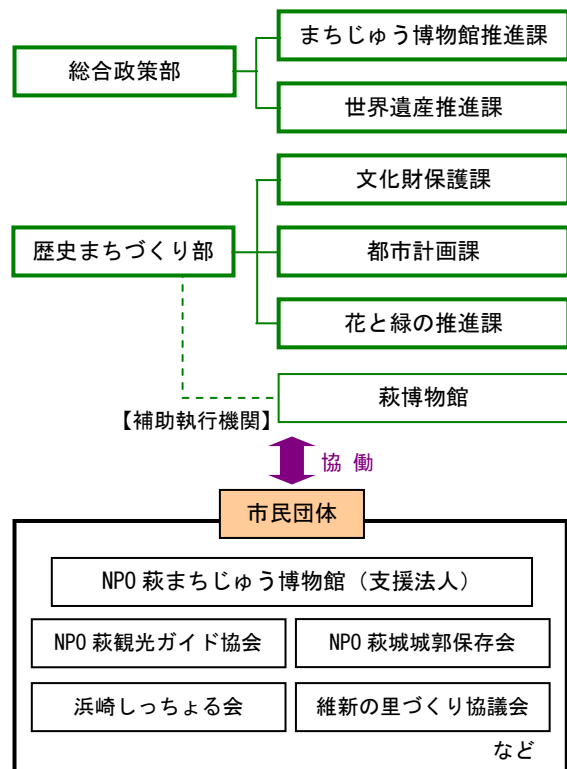 まちじゅう博物館推進課
総合政策部
世界遺産推進課
文化財保護課
歴史まちづくり部
都市計画課
花と緑の推進課
萩博物館
【補助執行機関】
協 働
市民団体
NPO 萩まちじゅう博物館（支援法人）
NPO 萩観光ガイド協会
NPO 萩城城郭保存会
浜崎しっちょる会
維新の里づくり協議会
など